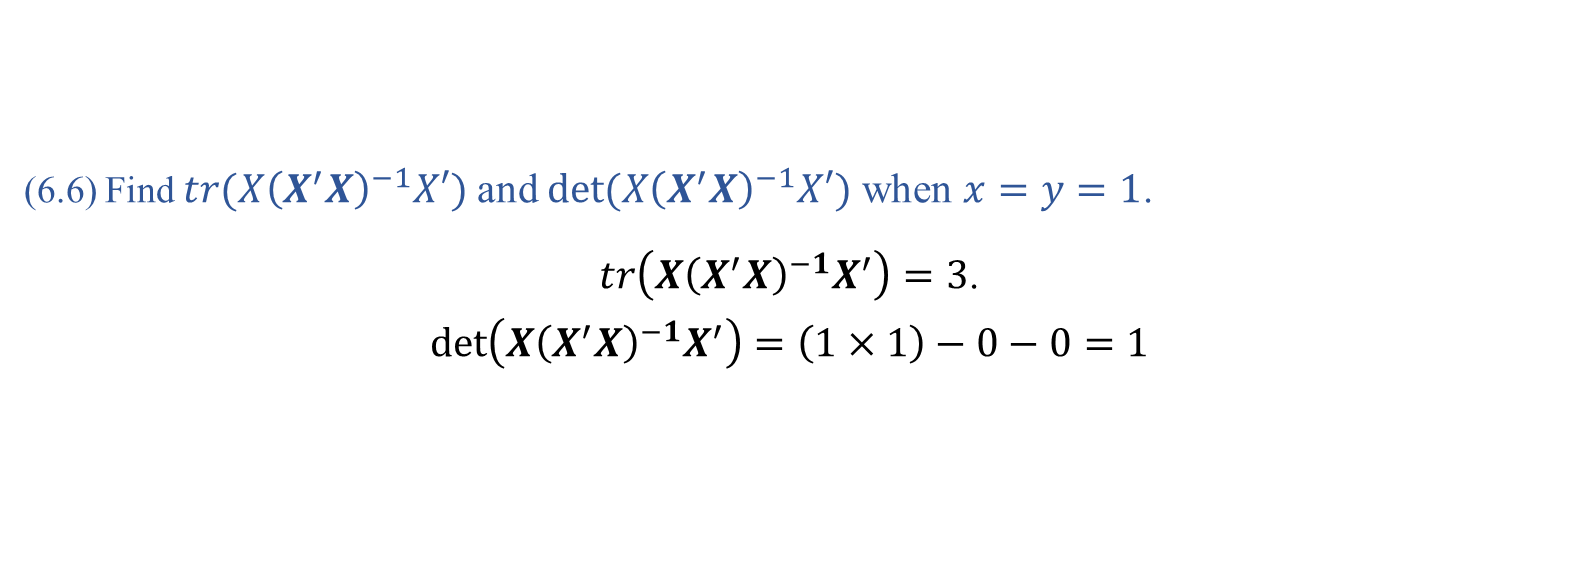 (6.6) Find tr(X(X′X)⁻¹X′) and det(X(X′X)⁻¹X′) when x = y = 1.
tr(X(X′X)⁻¹X′) = 3.
det(X(X′X)⁻¹X′) = (1 × 1) − 0 − 0 = 1